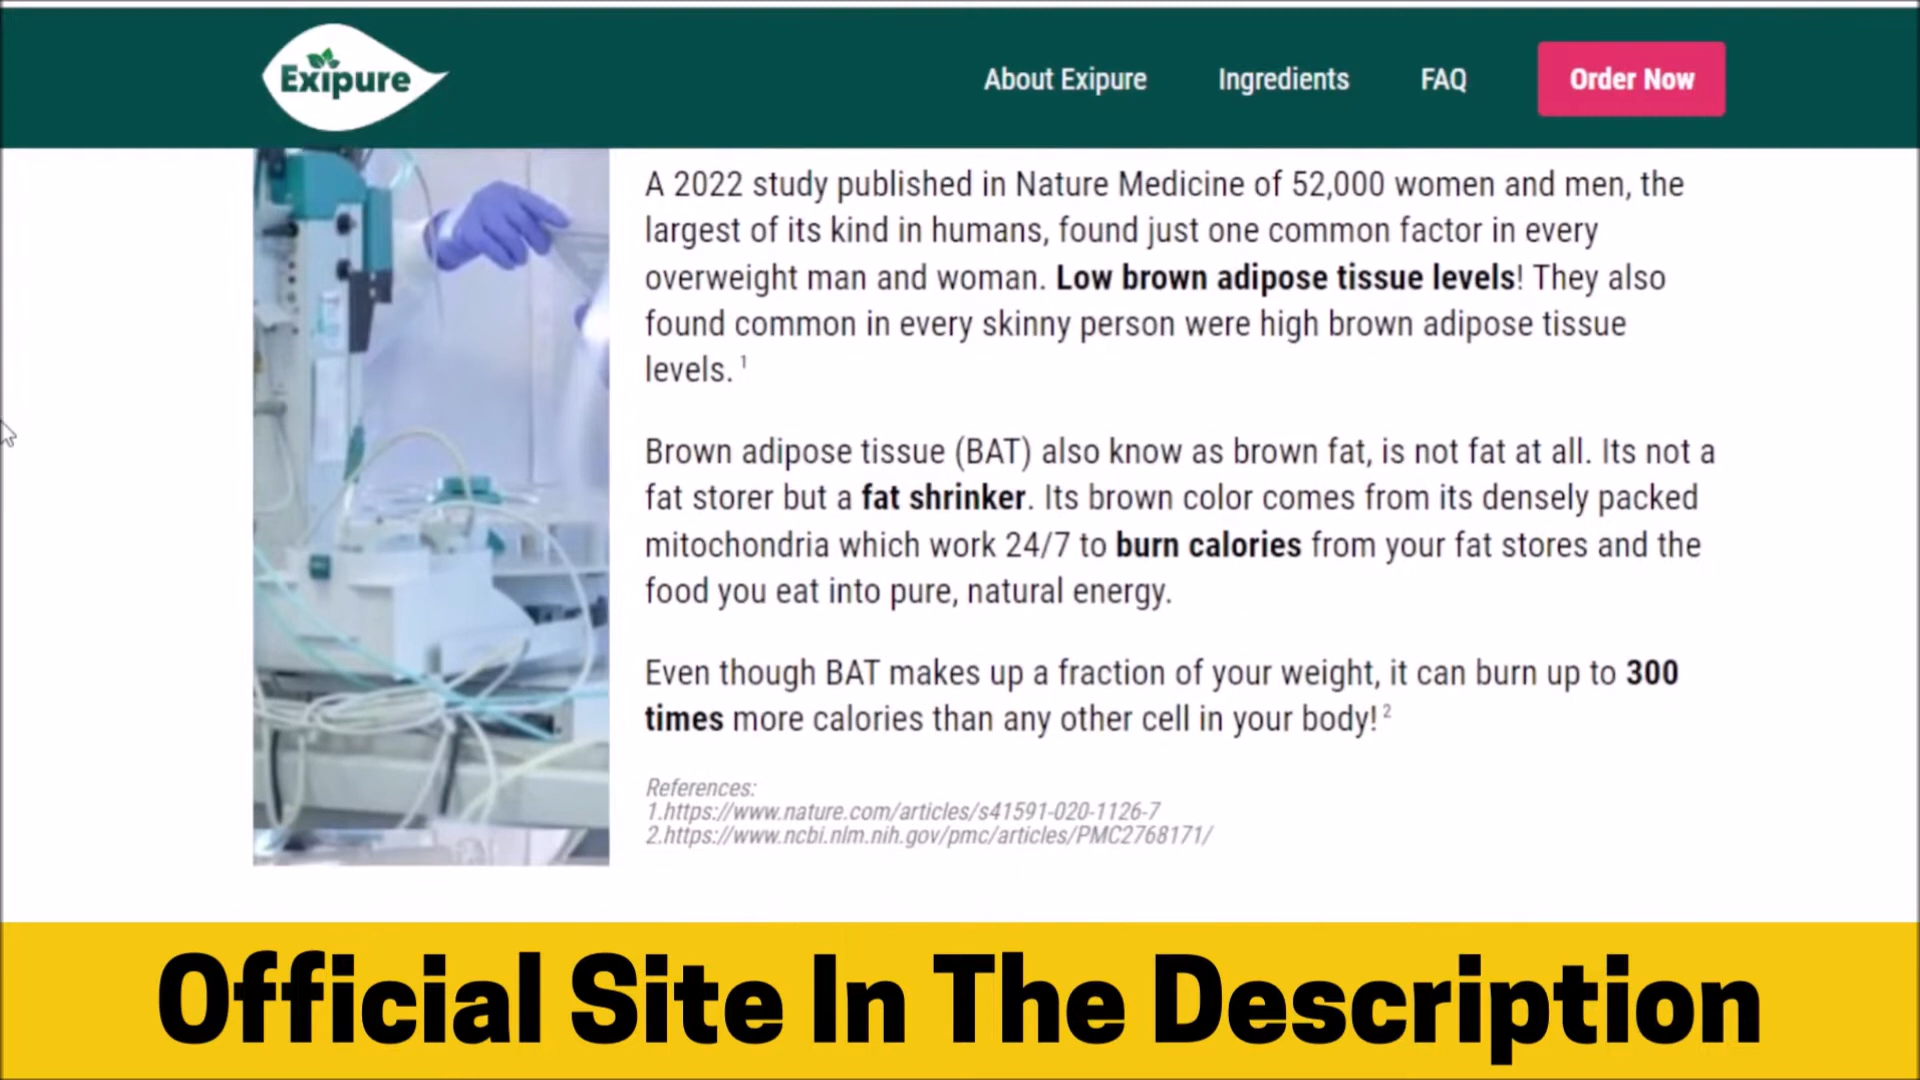 Exipure
About Exipure
Ingredients
FAQ
Order Now
A 2022 study published in Nature Medicine of 52,000 women and men, the
largest of its kind in humans, found just one common factor in every
overweight man and woman. Low brown adipose tissue levels! They also
found common in every skinny person were high brown adipose tissue
levels. 1
Brown adipose tissue (BAT) also know as brown fat, is not fat at all. Its not a
fat storer but a fat shrinker. Its brown color comes from its densely packed
mitochondria which work 24/7 to burn calories from your fat stores and the
food you eat into pure, natural energy.
Even though BAT makes up a fraction of your weight, it can burn up to 300
times more calories than any other cell in your body! 2
References:
1.https://www.nature.com/articles/s41591-020-1126-7
2.https://www.ncbi.nlm.nih.gov/pmc/articles/PMC2768171/
Official Site In The Description